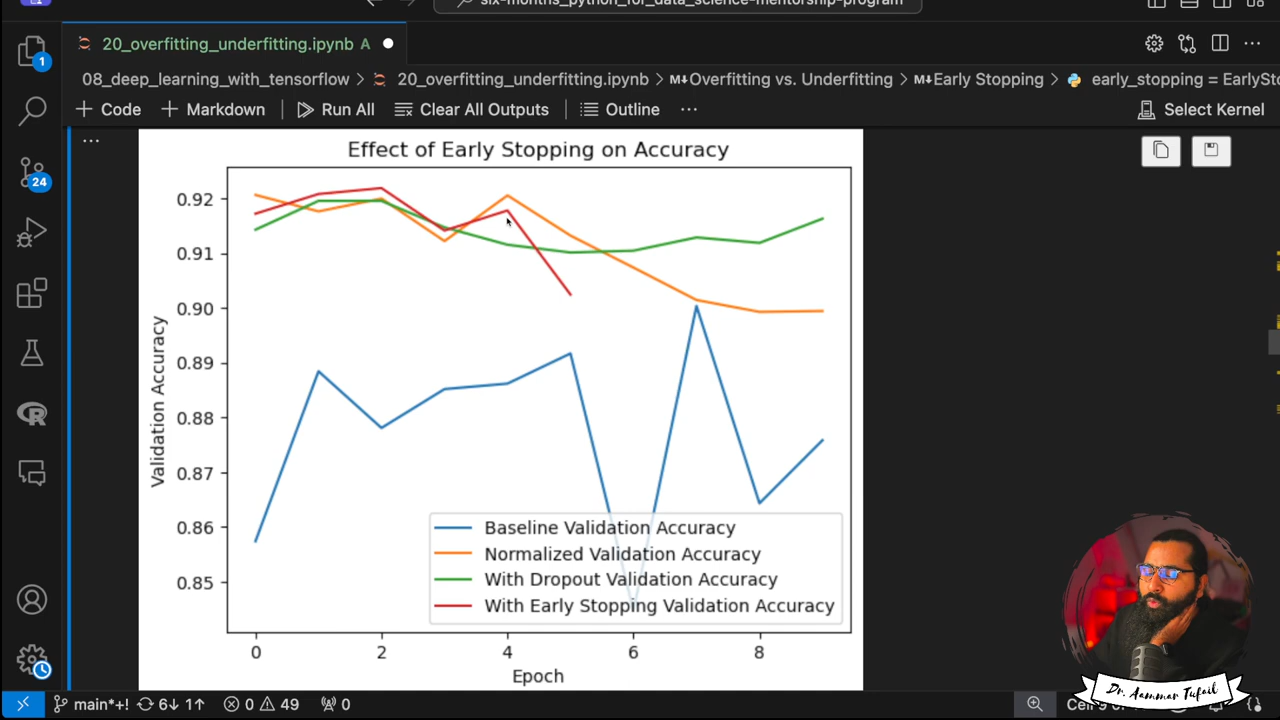 six-months_python_for_data_science-mentorship-program
20_overfitting_underfitting.ipynb A
08_deep_learning_with_tensorflow > 20_overfitting_underfitting.ipynb > M↓Overfitting vs. Underfitting > M↓Early Stopping > early_stopping = EarlySto
+ Code + Markdown Run All Clear All Outputs Outline ... Select Kernel
1
24
Effect of Early Stopping on Accuracy
Validation Accuracy
0.92
0.91
0.90
0.89
0.88
0.87
0.86
0.85
Baseline Validation Accuracy
Normalized Validation Accuracy
With Dropout Validation Accuracy
With Early Stopping Validation Accuracy
0 2 4 6 8
Epoch
R
Dr. Aammar Tufail
main*+! 6↓ 1↑ 0 49 0